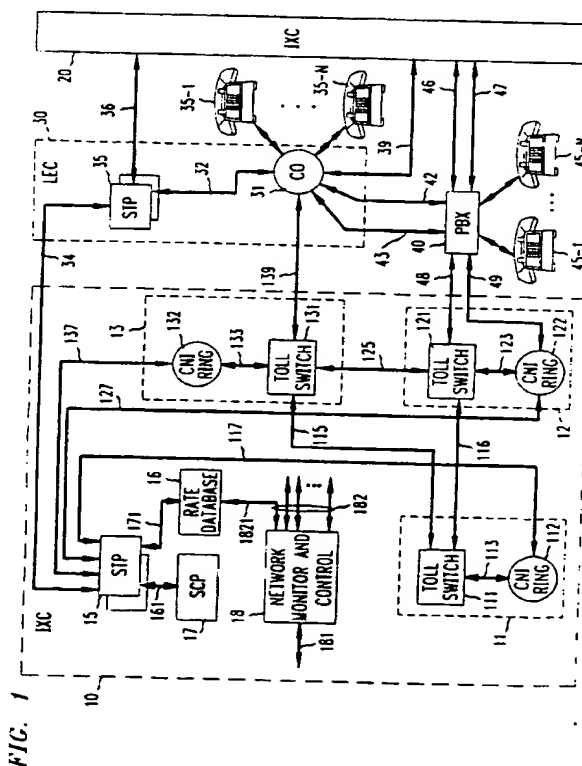 FIG. 1
10
IXC
15
STP
161
SCP
17
171
16
RATE
DATABASE
1821
18
NETWORK
MONITOR AND
CONTROL
181
182
117
127
137
13
CNI
RING
132
133
TOLL
SWITCH
131
115
125
116
TOLL
SWITCH
111
113
CNI
RING
112
11
121
TOLL
SWITCH
123
CNI
RING
122
12
34
LEC
30
35
STP
32
36
31
CO
139
35-1
35-N
39
43
42
40
PBX
48
49
46
47
45-1
45-N
20
IXC